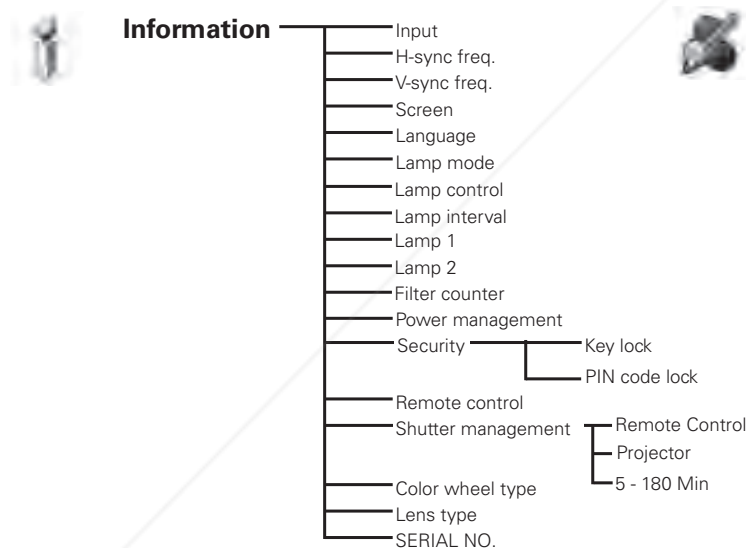 Information
Input
H-sync freq.
V-sync freq.
Screen
Language
Lamp mode
Lamp control
Lamp interval
Lamp 1
Lamp 2
Filter counter
Power management
Security
Key lock
PIN code lock
Remote control
Shutter management
Remote Control
Projector
5 - 180 Min
Color wheel type
Lens type
SERIAL NO.